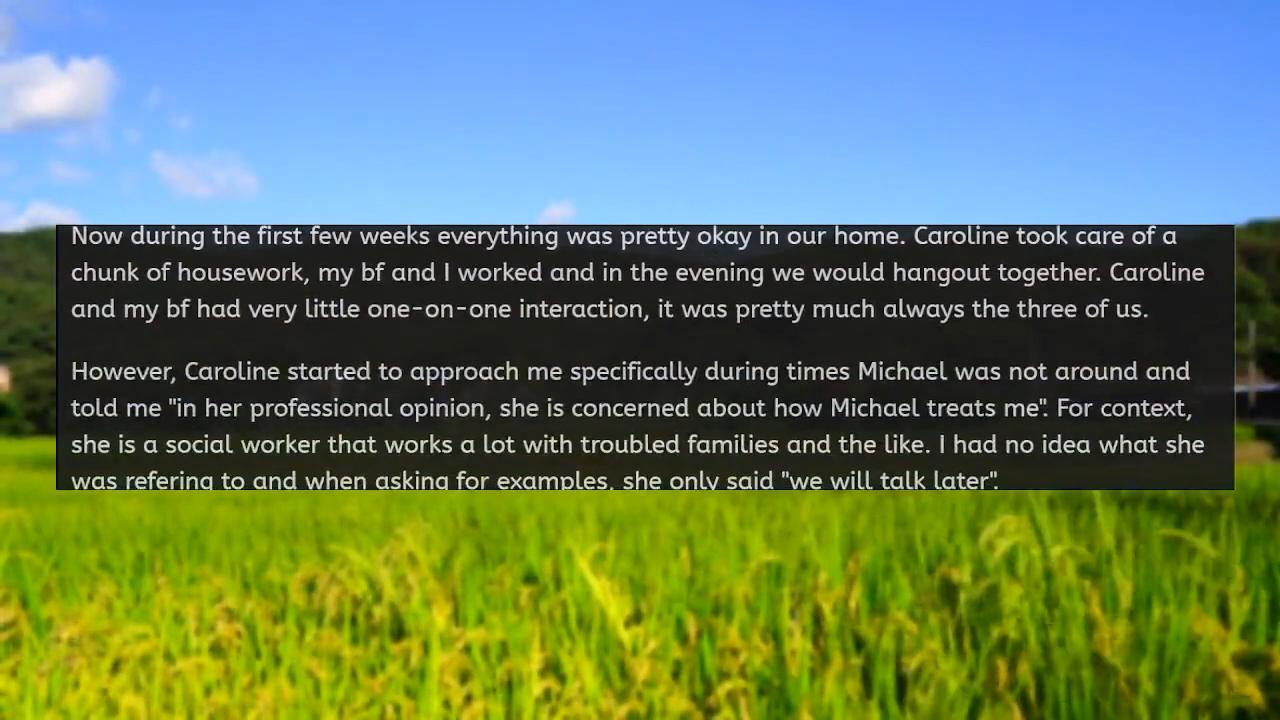 Now during the first few weeks everything was pretty okay in our home. Caroline took care of a
chunk of housework, my bf and I worked and in the evening we would hangout together. Caroline
and my bf had very little one-on-one interaction, it was pretty much always the three of us.
However, Caroline started to approach me specifically during times Michael was not around and
told me "in her professional opinion, she is concerned about how Michael treats me". For context,
she is a social worker that works a lot with troubled families and the like. I had no idea what she
was refering to and when asking for examples, she only said "we will talk later".